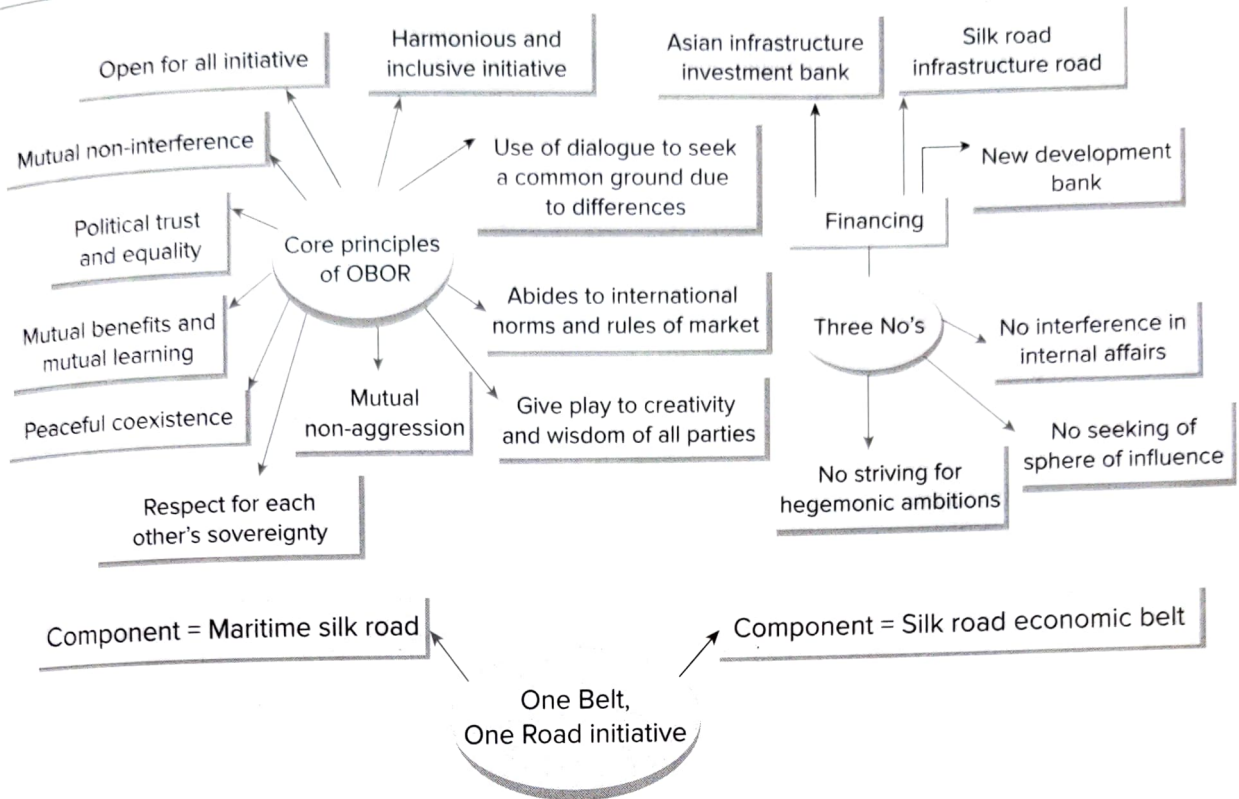 Open for all initiative
Harmonious and
inclusive initiative
Asian infrastructure
investment bank
Silk road
infrastructure road
Mutual non-interference
Use of dialogue to seek
a common ground due
to differences
New development
bank
Political trust
and equality
Core principles
of OBOR
Financing
Mutual benefits and
mutual learning
Abides to international
norms and rules of market
Three No's
No interference in
internal affairs
Peaceful coexistence
Mutual
non-aggression
Give play to creativity
and wisdom of all parties
No seeking of
sphere of influence
No striving for
hegemonic ambitions
Respect for each
other's sovereignty
Component = Maritime silk road
Component = Silk road economic belt
One Belt,
One Road initiative